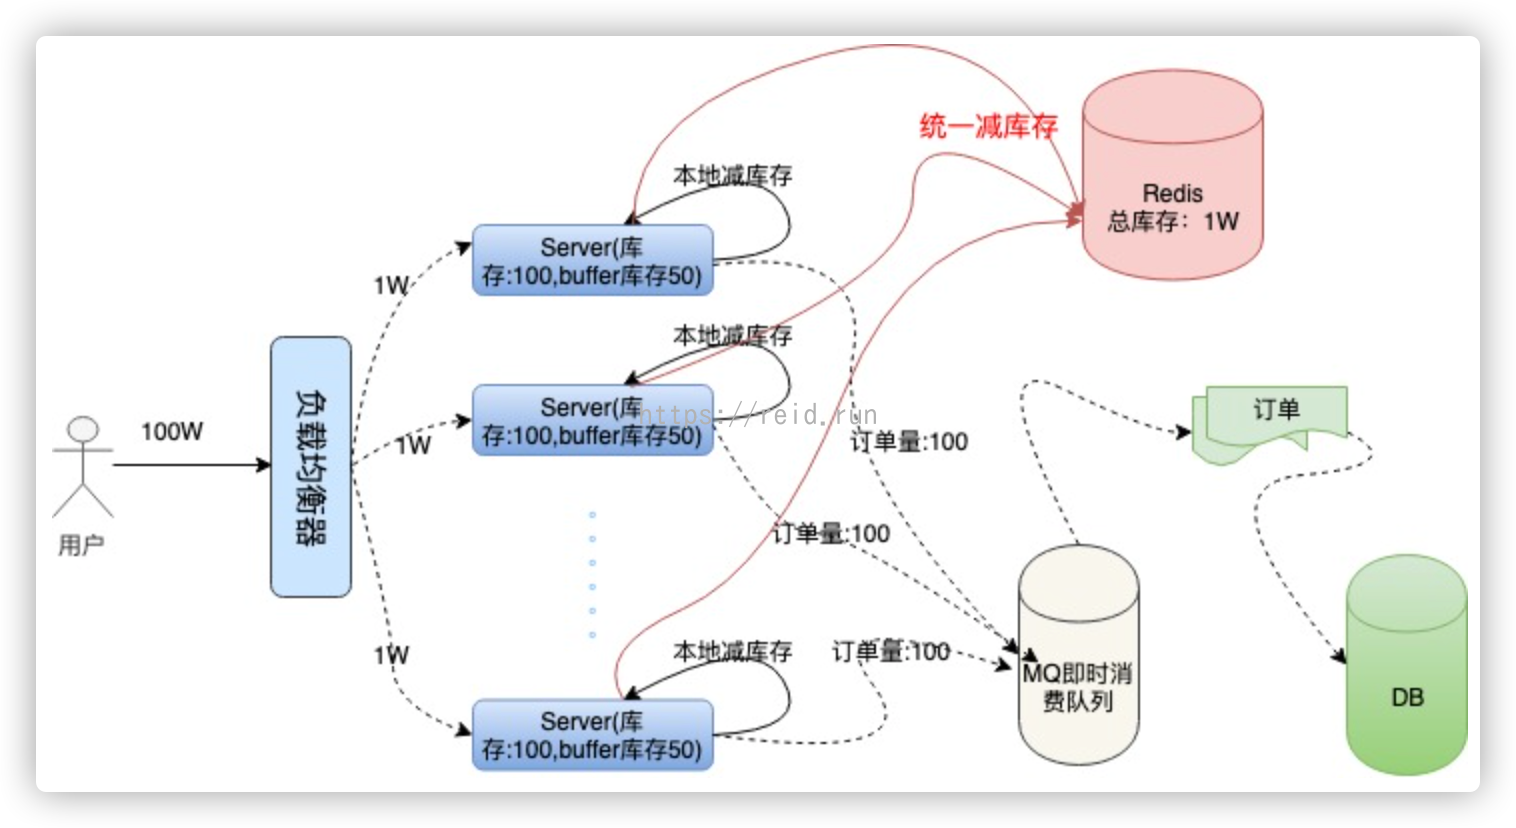 统一减库存
本地减库存
Redis
总库存：1W
Server(库
存:100,buffer库存50)
1W
本地减库存
Server(库
存:100,buffer库存50)
https://reid.run
1W
100W
负载均衡器
用户
订单
订单量:100
订单量:100
本地减库存
订单量:100
1W
Server(库
存:100,buffer库存50)
MQ即时消
费队列
DB